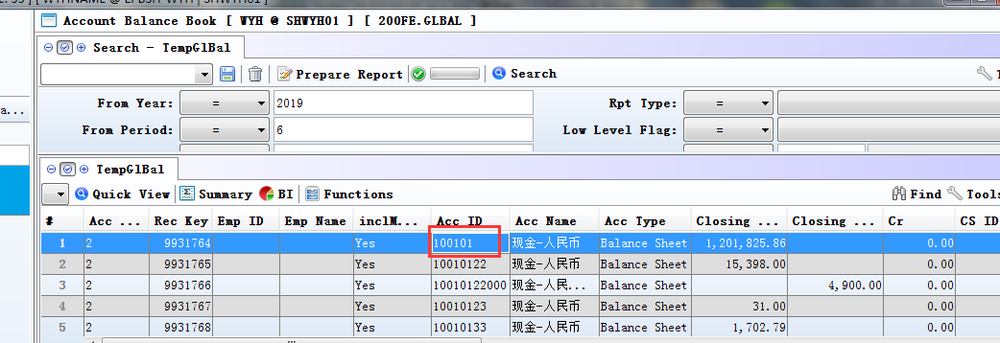 Account Balance Book [ WYH @ SHWYH01 ] [ 200FE.GLBAL ]
Search - TempGlBal
Prepare Report Search
a...
From Year: = 2019 Rpt Type: =
From Period: = 6 Low Level Flag: =
TempGlBal
Quick View Summary BI Functions Find Tools
# Acc ... Rec Key Emp ID Emp Name inclM... Acc ID Acc Name Acc Type Closing ... Closing ... Cr CS ID
1 2 9931764 Yes 100101 现金-人民币 Balance Sheet 1,201,825.86 0.00
2 2 9931765 Yes 10010122 现金-人民币 Balance Sheet 15,398.00 0.00
3 2 9931766 Yes 10010122000 现金-人民... Balance Sheet 4,900.00 0.00
4 2 9931767 Yes 10010123 现金-人民币 Balance Sheet 31.00 0.00
5 2 9931768 Yes 10010133 现金-人民币 Balance Sheet 1,702.79 0.00